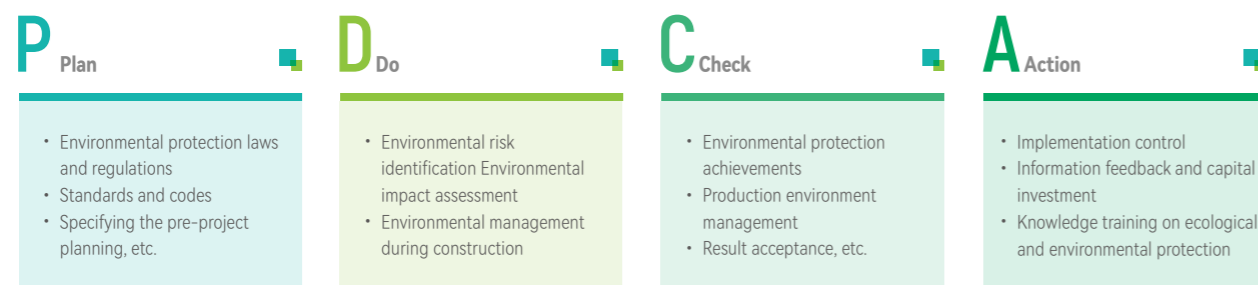 P Plan
• Environmental protection laws
and regulations
• Standards and codes
• Specifying the pre-project
planning, etc.
D Do
• Environmental risk
identification Environmental
impact assessment
• Environmental management
during construction
C Check
• Environmental protection
achievements
• Production environment
management
• Result acceptance, etc.
A Action
• Implementation control
• Information feedback and capital
investment
• Knowledge training on ecological
and environmental protection